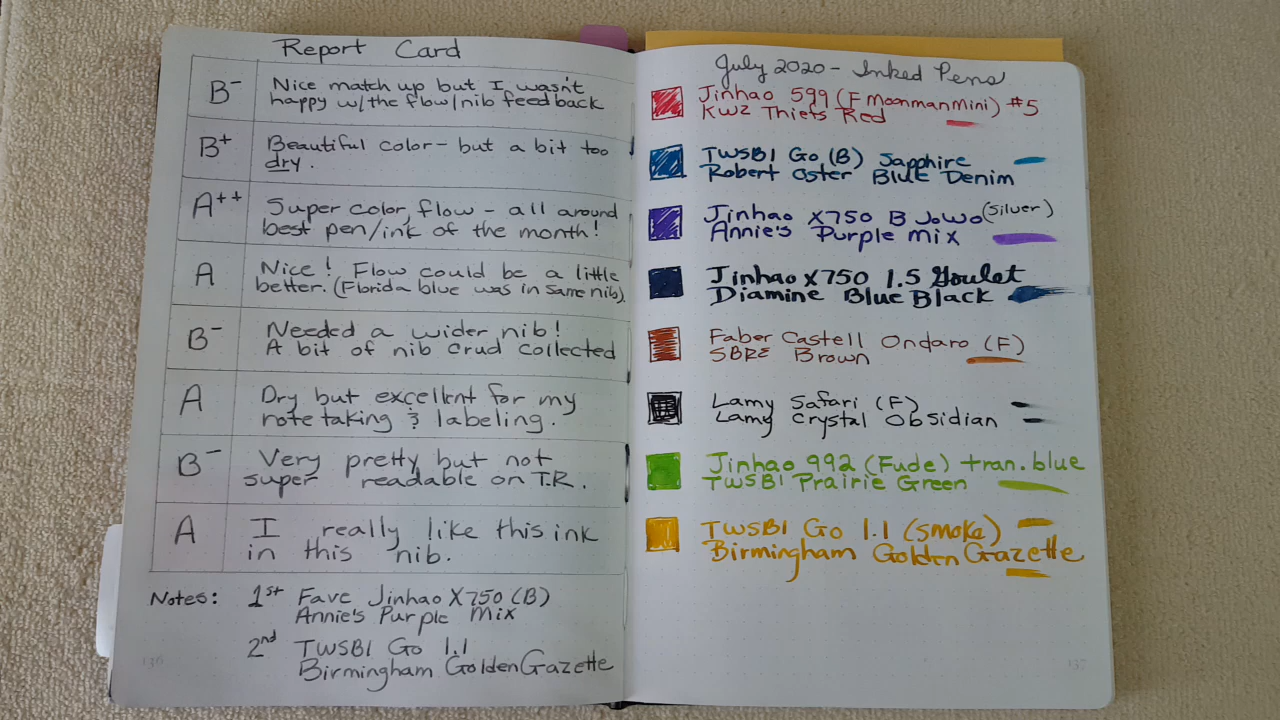 Report Card
B- Nice match up but I wasn't
happy w/the flow/nib feedback
B+ Beautiful color- but a bit too
dry.
A++ Super color, flow - all around
best pen/ink of the month!
A Nice! Flow could be a little
better. (Florida blue was in same nib).
B- Needed a wider nib!
A bit of nib crud collected
A Dry but excellent for my
note taking & labeling.
B- Very pretty but not
super readable on T.R.
A I really like this ink
in this nib.
Notes: 1st Fave Jinhao X750 (B)
Annie's Purple Mix
2nd TWSBI Go 1.1
Birmingham Golden Gazette
136
July 2020 - Inked Pens
Jinhao 599 (F Moonman Mini) #5
KWZ Thiefs Red
TWSBI Go (B) Sapphire
Robert Oster Blue Denim
Jinhao X750 B Jowo (Silver)
Annie's Purple Mix
Jinhao X750 1.5 Goulet
Diamine Blue Black
Faber Castell Ondaro (F)
SBRE Brown
Lamy Safari (F)
Lamy Crystal Obsidian
Jinhao 992 (Fude) tran. blue
TWSBI Prairie Green
TWSBI Go 1.1 (smoke)
Birmingham Golden Gazette
137